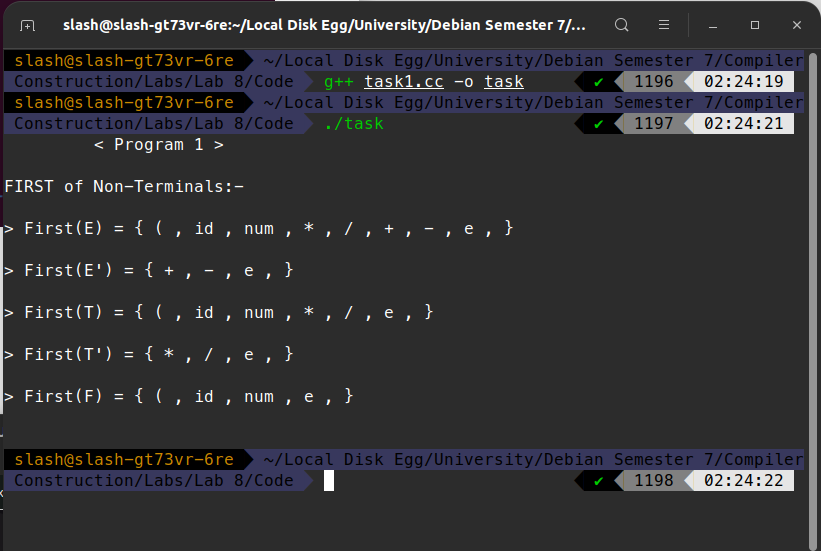 slash@slash-gt73vr-6re:~/Local Disk Egg/University/Debian Semester 7/...
slash@slash-gt73vr-6re ~/Local Disk Egg/University/Debian Semester 7/Compiler
Construction/Labs/Lab 8/Code g++ task1.cc -o task ✔ 1196 02:24:19
slash@slash-gt73vr-6re ~/Local Disk Egg/University/Debian Semester 7/Compiler
Construction/Labs/Lab 8/Code ./task ✔ 1197 02:24:21
< Program 1 >
FIRST of Non-Terminals:-
> First(E) = { ( , id , num , * , / , + , - , e , }
> First(E') = { + , - , e , }
> First(T) = { ( , id , num , * , / , e , }
> First(T') = { * , / , e , }
> First(F) = { ( , id , num , e , }
slash@slash-gt73vr-6re ~/Local Disk Egg/University/Debian Semester 7/Compiler
Construction/Labs/Lab 8/Code ✔ 1198 02:24:22